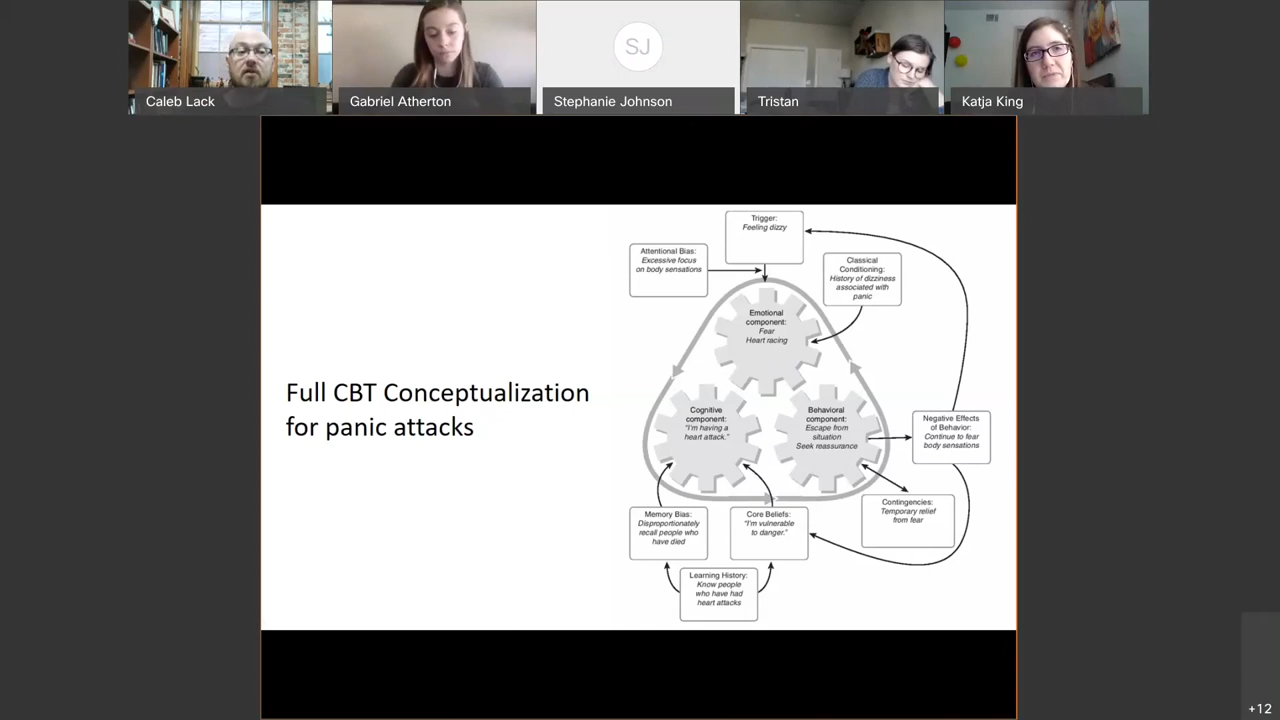 SJ
Caleb Lack
Gabriel Atherton
Stephanie Johnson
Tristan
Katja King
Full CBT Conceptualization
for panic attacks
Trigger:
Feeling dizzy
Attentional Bias:
Excessive focus
on body sensations
Classical
Conditioning:
History of dizziness
associated with
panic
Emotional
component:
Fear
Heart racing
Cognitive
component:
"I'm having a
heart attack."
Behavioral
component:
Escape from
situation
Seek reassurance
Negative Effects
of Behavior:
Continue to fear
body sensations
Contingencies:
Temporary relief
from fear
Memory Bias:
Disproportionately
recall people who
have died
Core Beliefs:
"I'm vulnerable
to danger."
Learning History:
Know people
who have had
heart attacks
+12